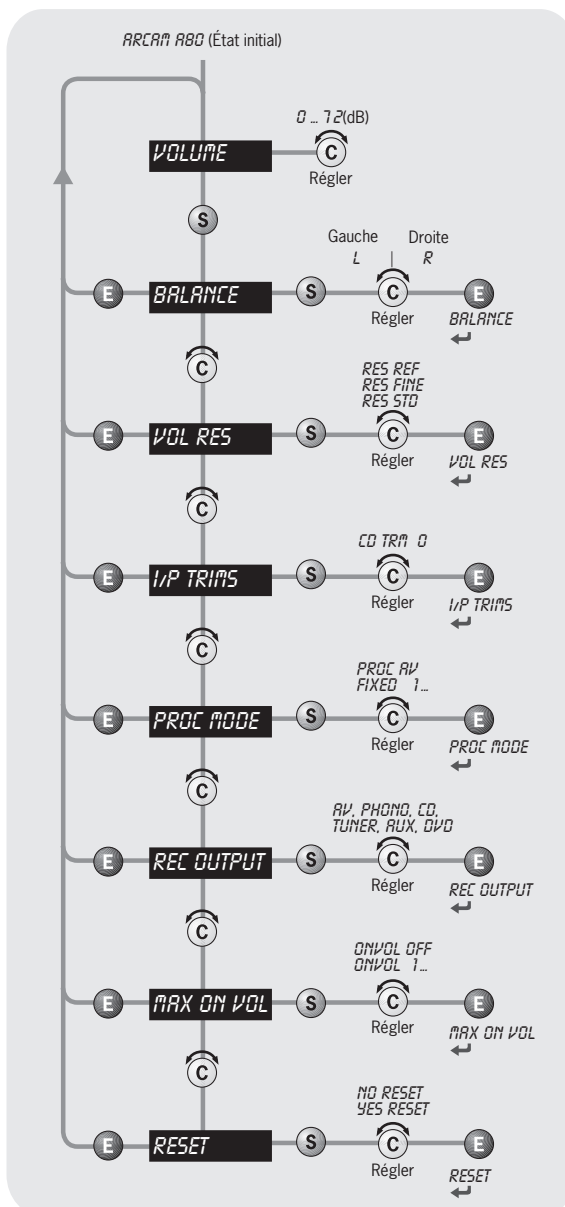 ARCAM A80 (État initial)
0 ... 72(dB)
VOLUME
C
Régler
S
Gauche | Droite
L R
E BALANCE S C E
Régler
BALANCE
C
RES REF
RES FINE
RES STD
E VOL RES S C E
Régler
VOL RES
C
CD TRM 0
E I/P TRIMS S C E
Régler
I/P TRIMS
C
PROC AV
FIXED 1...
E PROC MODE S C E
Régler
PROC MODE
C
AV, PHONO, CD,
TUNER, AUX, DVD
E REC OUTPUT S C E
Régler
REC OUTPUT
C
ONVOL OFF
ONVOL 1...
E MAX ON VOL S C E
Régler
MAX ON VOL
C
NO RESET
YES RESET
E RESET S C E
Régler
RESET